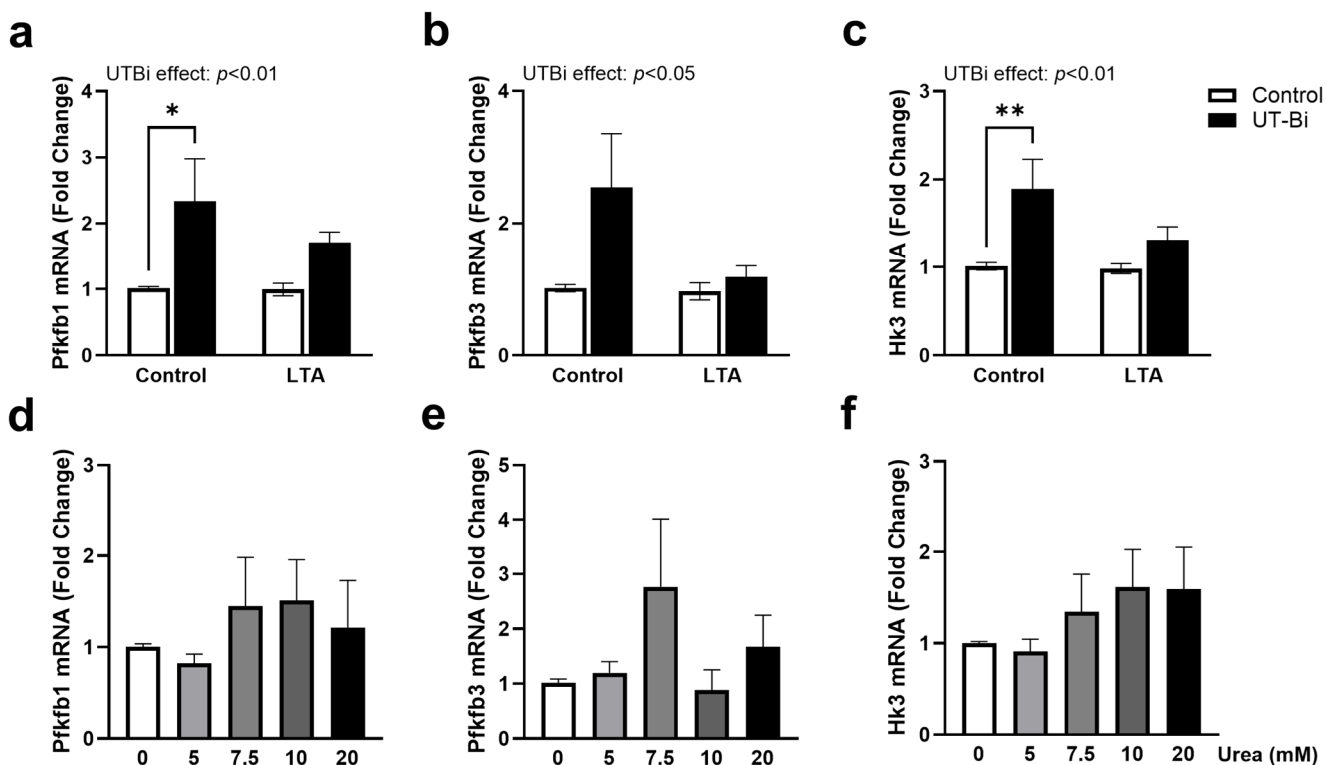 a
UTBi effect: p<0.01
Pfkfb1 mRNA (Fold Change)
4
3
2
1
0
*
Control
LTA
b
UTBi effect: p<0.05
Pfkfb3 mRNA (Fold Change)
4
2
0
Control
LTA
c
UTBi effect: p<0.01
Hk3 mRNA (Fold Change)
3
2
1
0
**
Control
LTA
Control
UT-Bi
d
Pfkfb1 mRNA (Fold Change)
3
2
1
0
0 5 7.5 10 20
e
Pfkfb3 mRNA (Fold Change)
5
4
3
2
1
0
0 5 7.5 10 20
f
Hk3 mRNA (Fold Change)
3
2
1
0
0 5 7.5 10 20 Urea (mM)